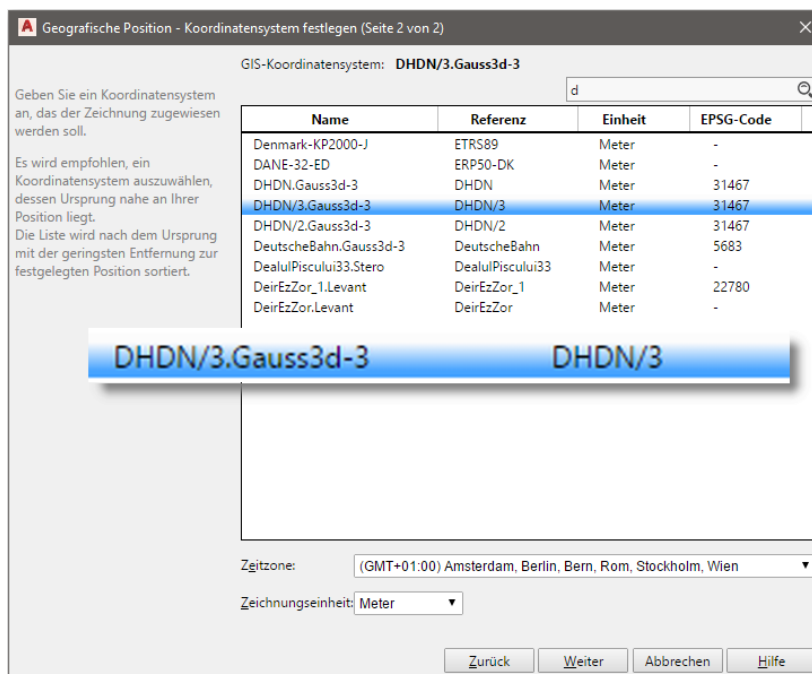 Geografische Position - Koordinatensystem festlegen (Seite 2 von 2)
GIS-Koordinatensystem: DHDN/3.Gauss3d-3
Geben Sie ein Koordinatensystem
an, das der Zeichnung zugewiesen
werden soll.
Es wird empfohlen, ein
Koordinatensystem auszuwählen,
dessen Ursprung nahe an Ihrer
Position liegt.
Die Liste wird nach dem Ursprung
mit der geringsten Entfernung zur
festgelegten Position sortiert.
d
Name Referenz Einheit EPSG-Code
Denmark-KP2000-J ETRS89 Meter -
DANE-32-ED ERP50-DK Meter -
DHDN.Gauss3d-3 DHDN Meter 31467
DHDN/3.Gauss3d-3 DHDN/3 Meter 31467
DHDN/2.Gauss3d-3 DHDN/2 Meter 31467
DeutscheBahn.Gauss3d-3 DeutscheBahn Meter 5683
DealulPiscului33.Stero DealulPiscului33 Meter -
DeirEzZor_1.Levant DeirEzZor_1 Meter 22780
DeirEzZor.Levant DeirEzZor Meter -
DHDN/3.Gauss3d-3 DHDN/3
Zeitzone: (GMT+01:00) Amsterdam, Berlin, Bern, Rom, Stockholm, Wien
Zeichnungseinheit: Meter
Zurück Weiter Abbrechen Hilfe